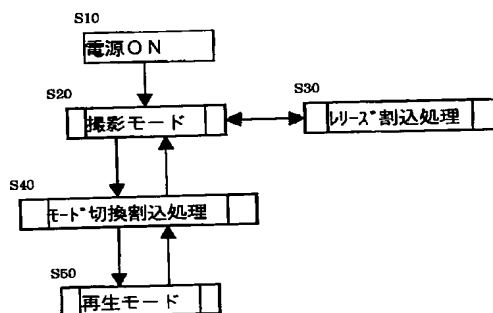 S10
電源ON
S20
撮影モード
S30
ﾚﾘｰｽﾞ割込処理
S40
ﾓｰﾄﾞ切換割込処理
S50
再生モード